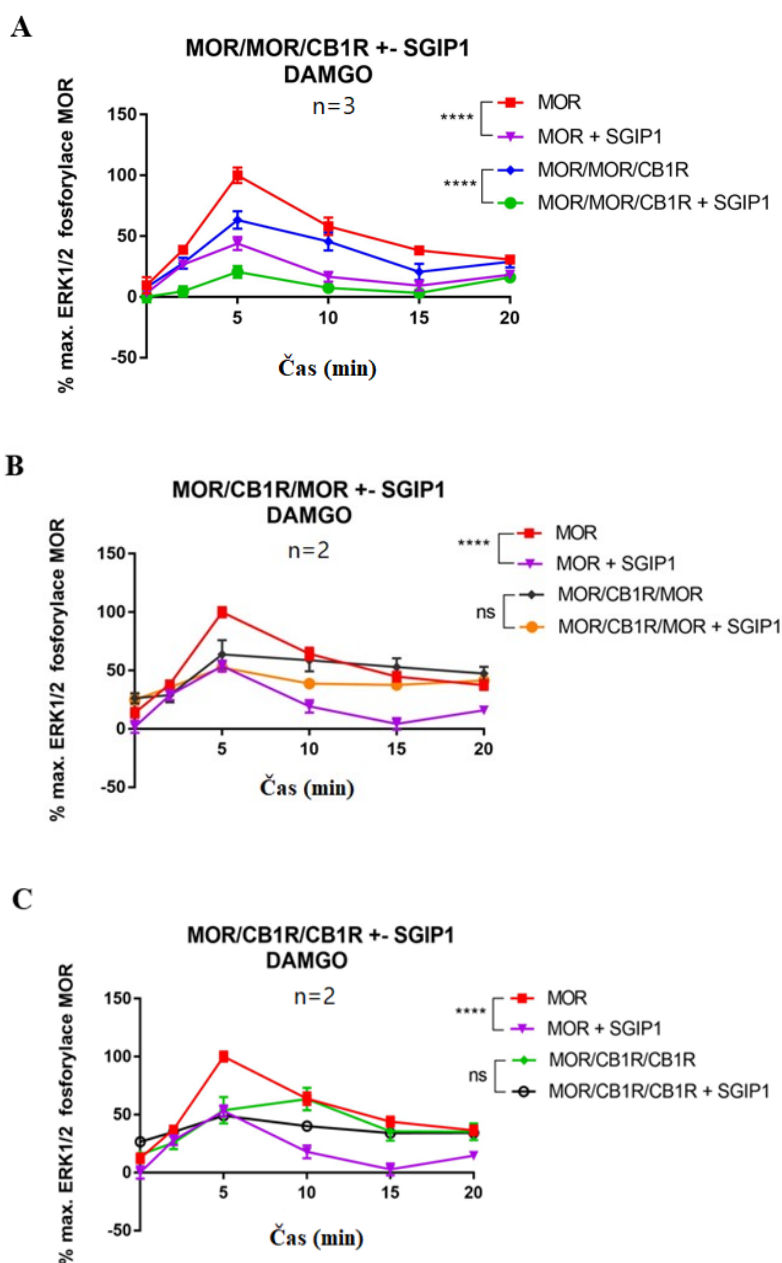 A
MOR/MOR/CB1R +- SGIP1
DAMGO
n=3
MOR
MOR + SGIP1
MOR/MOR/CB1R
MOR/MOR/CB1R + SGIP1
****
****
% max. ERK1/2 fosforylace MOR
150
100
50
0
-50
5
10
15
20
Čas (min)
B
MOR/CB1R/MOR +- SGIP1
DAMGO
n=2
MOR
MOR + SGIP1
MOR/CB1R/MOR
MOR/CB1R/MOR + SGIP1
****
ns
% max. ERK1/2 fosforylace MOR
150
100
50
0
-50
5
10
15
20
Čas (min)
C
MOR/CB1R/CB1R +- SGIP1
DAMGO
n=2
MOR
MOR + SGIP1
MOR/CB1R/CB1R
MOR/CB1R/CB1R + SGIP1
****
ns
% max. ERK1/2 fosforylace MOR
150
100
50
0
-50
5
10
15
20
Čas (min)